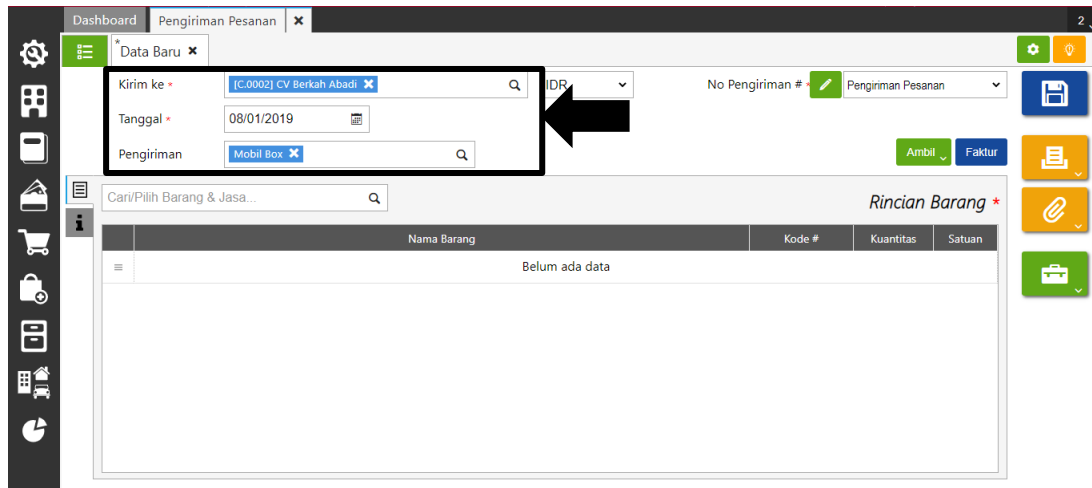 Dashboard Pengiriman Pesanan 2
*Data Baru
Kirim ke * [C.0002] CV Berkah Abadi IDR No Pengiriman # * Pengiriman Pesanan
Tanggal * 08/01/2019
Pengiriman Mobil Box Ambil Faktur
Cari/Pilih Barang & Jasa... Rincian Barang *
Nama Barang Kode # Kuantitas Satuan
Belum ada data